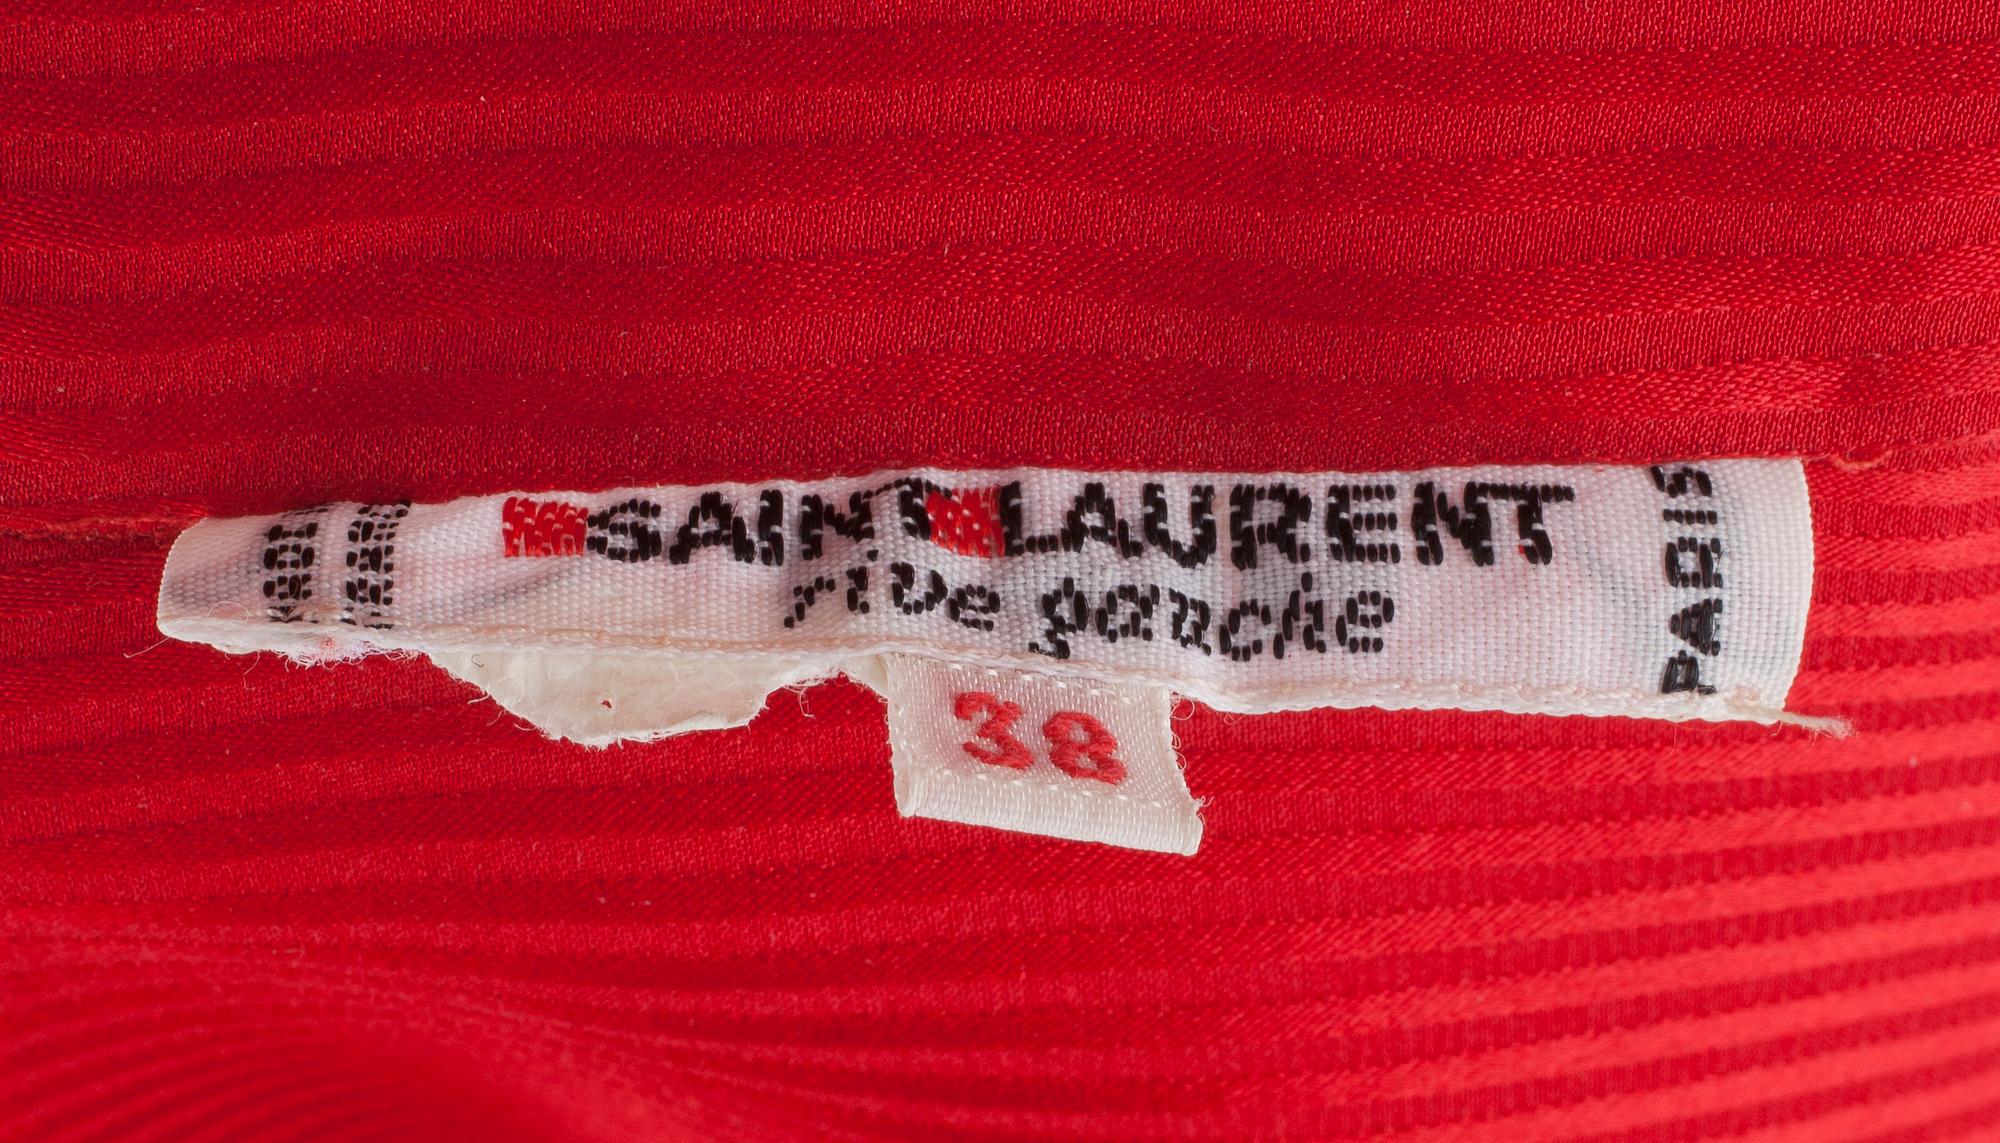 SAINT LAURENT
rive gauche
PARIS
38